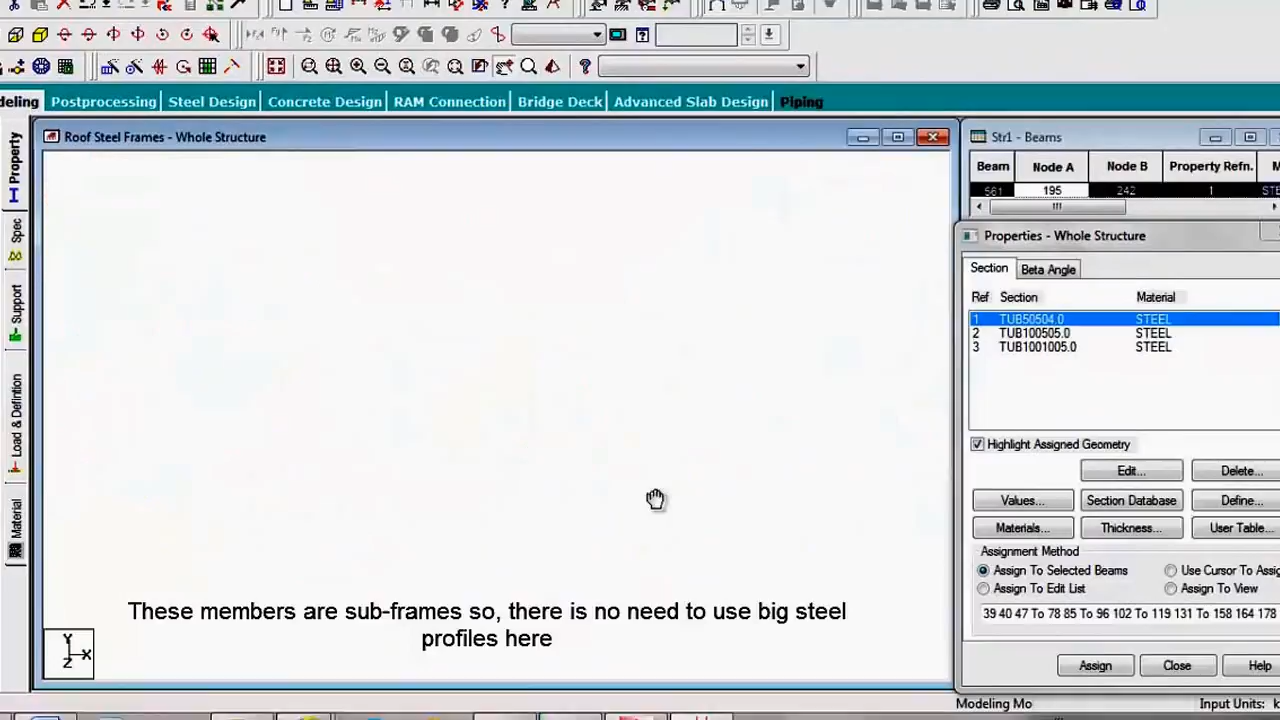 deling Postprocessing Steel Design Concrete Design RAM Connection Bridge Deck Advanced Slab Design Piping
Property
Spec
Support
Load & Definition
Material
Roof Steel Frames - Whole Structure
Str1 - Beams
Beam Node A Node B Property Refn.
561 195 242 1 STE
Properties - Whole Structure
Section Beta Angle
Ref Section Material
1 TUB50504.0 STEEL
2 TUB100505.0 STEEL
3 TUB1001005.0 STEEL
Highlight Assigned Geometry
Edit... Delete...
Values... Section Database Define...
Materials... Thickness... User Table...
Assignment Method
Assign To Selected Beams Use Cursor To Assig
Assign To Edit List Assign To View
39 40 47 To 78 85 To 96 102 To 119 131 To 158 164 178
Assign Close Help
These members are sub-frames so, there is no need to use big steel
profiles here
Y
X
Z
Modeling Mo Input Units: k